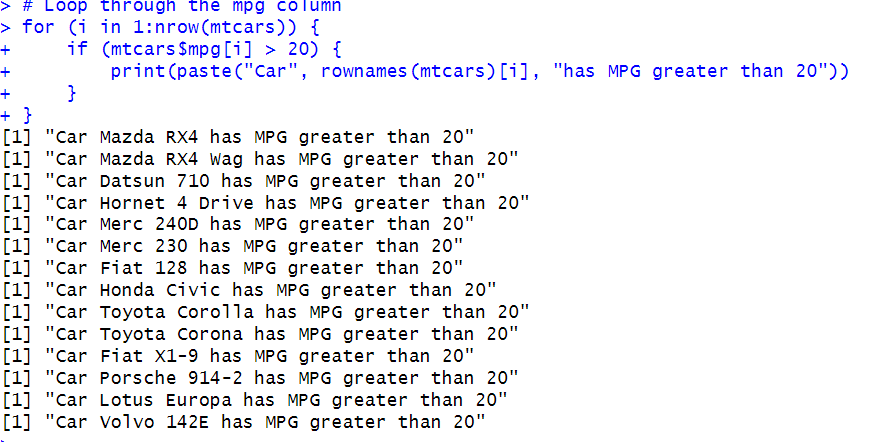 > # Loop through the mpg column
> for (i in 1:nrow(mtcars)) {
+     if (mtcars$mpg[i] > 20) {
+         print(paste("Car", rownames(mtcars)[i], "has MPG greater than 20"))
+     }
+ }
[1] "Car Mazda RX4 has MPG greater than 20"
[1] "Car Mazda RX4 Wag has MPG greater than 20"
[1] "Car Datsun 710 has MPG greater than 20"
[1] "Car Hornet 4 Drive has MPG greater than 20"
[1] "Car Merc 240D has MPG greater than 20"
[1] "Car Merc 230 has MPG greater than 20"
[1] "Car Fiat 128 has MPG greater than 20"
[1] "Car Honda Civic has MPG greater than 20"
[1] "Car Toyota Corolla has MPG greater than 20"
[1] "Car Toyota Corona has MPG greater than 20"
[1] "Car Fiat X1-9 has MPG greater than 20"
[1] "Car Porsche 914-2 has MPG greater than 20"
[1] "Car Lotus Europa has MPG greater than 20"
[1] "Car Volvo 142E has MPG greater than 20"